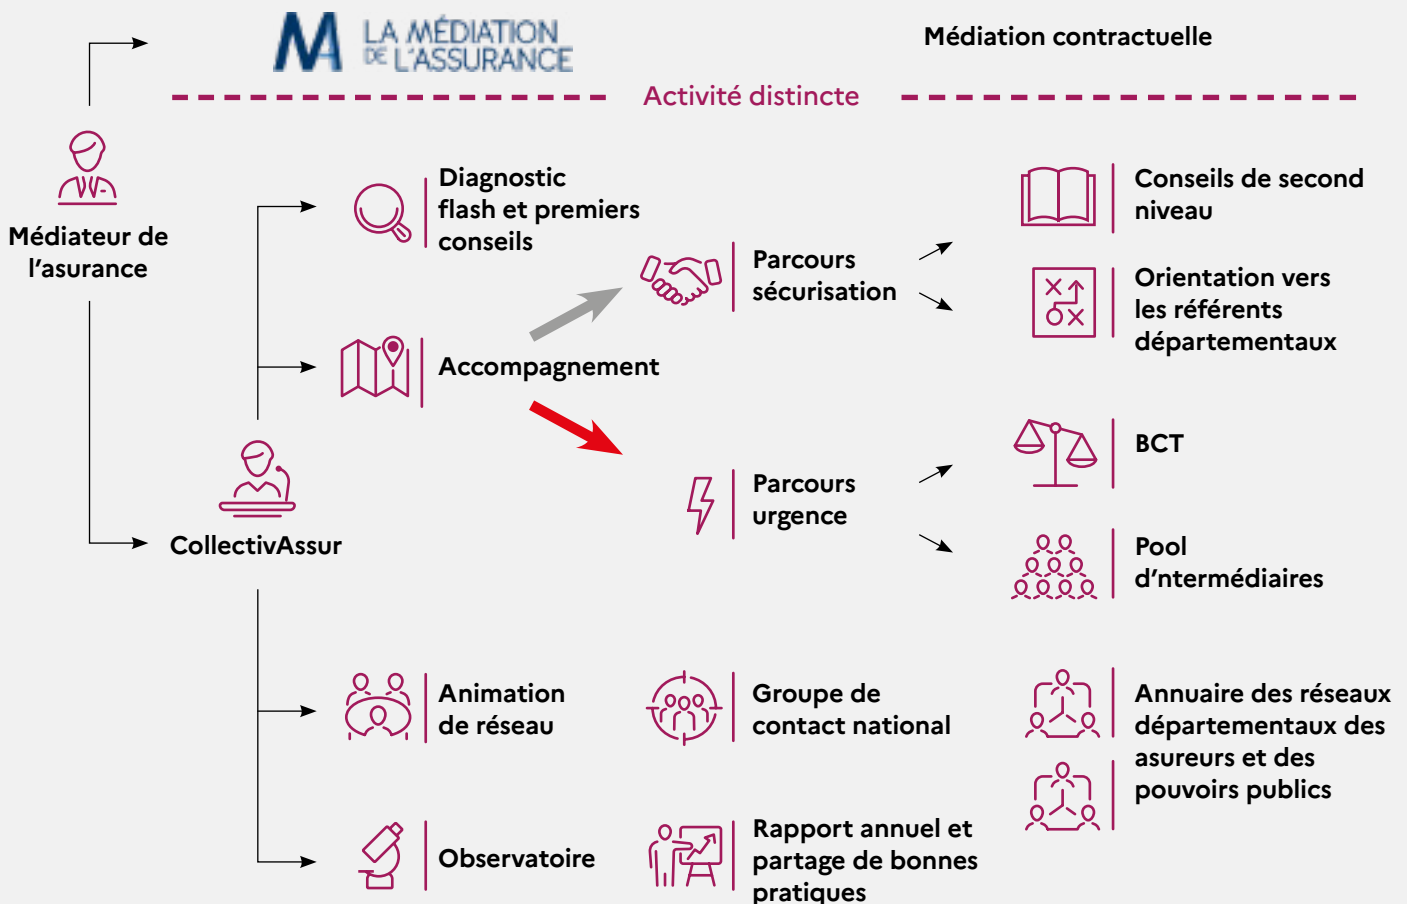 LA MÉDIATION
DE L'ASSURANCE
Médiation contractuelle
Activité distincte
Médiateur de
l'asurance
Diagnostic
flash et premiers
conseils
Accompagnement
CollectivAssur
Parcours
sécurisation
Conseils de second
niveau
Orientation vers
les référents
départementaux
Parcours
urgence
BCT
Pool
d'ntermédiaires
Animation
de réseau
Groupe de
contact national
Annuaire des réseaux
départementaux des
asureurs et des
pouvoirs publics
Observatoire
Rapport annuel et
partage de bonnes
pratiques